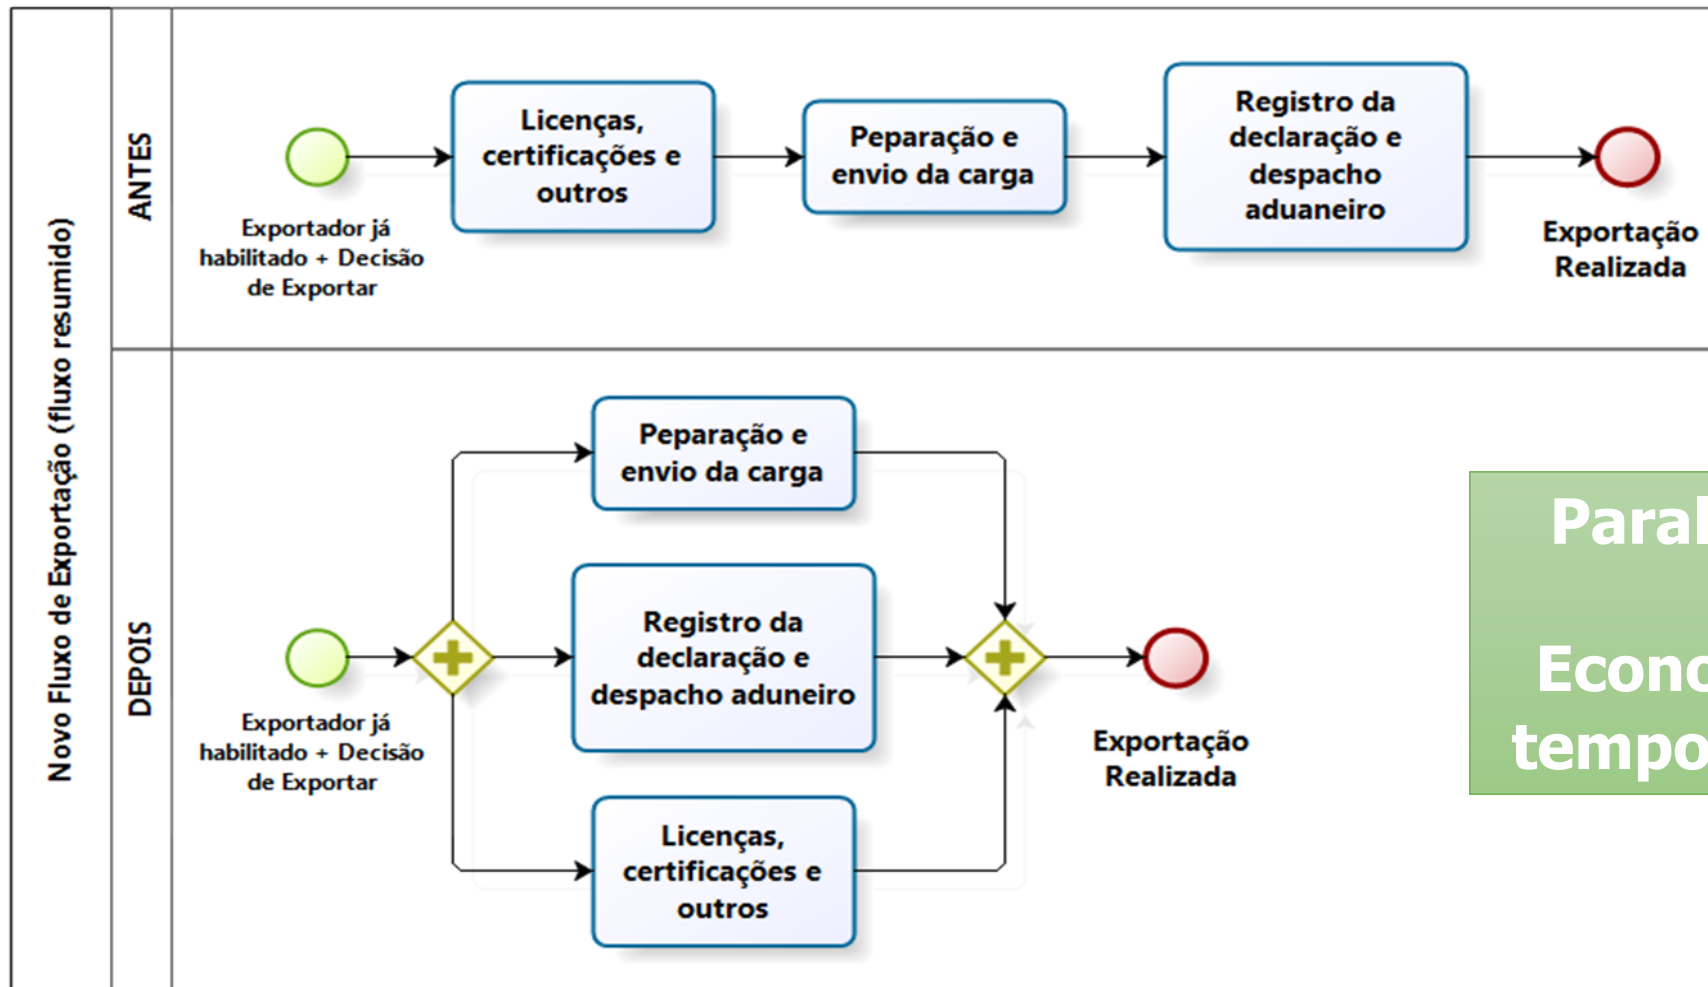 Novo Fluxo de Exportação (fluxo resumido)
ANTES
Exportador já
habilitado + Decisão
de Exportar
Licenças,
certificações e
outros
Peparação e
envio da carga
Registro da
declaração e
despacho
aduaneiro
Exportação
Realizada
DEPOIS
Exportador já
habilitado + Decisão
de Exportar
Peparação e
envio da carga
Registro da
declaração e
despacho aduneiro
Licenças,
certificações e
outros
Exportação
Realizada
tempo